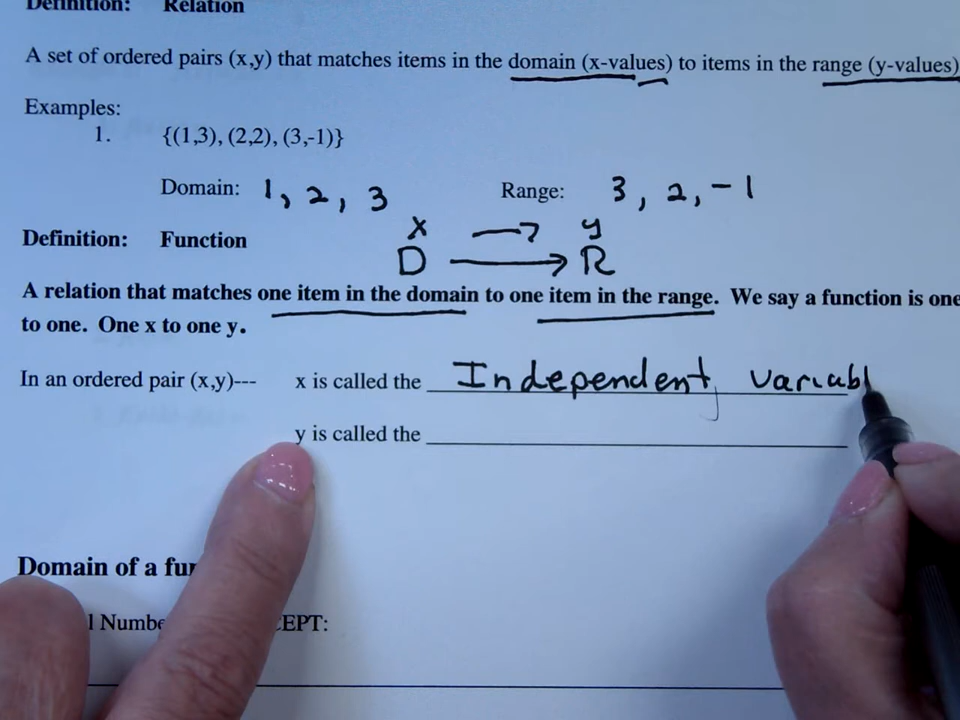 Definition: Relation
A set of ordered pairs (x,y) that matches items in the domain (x-values) to items in the range (y-values)
Examples:
1. {(1,3), (2,2), (3,-1)}
Domain: 1, 2, 3 Range: 3, 2, -1
x → y
Definition: Function D → R
A relation that matches one item in the domain to one item in the range. We say a function is one
to one. One x to one y.
In an ordered pair (x,y)--- x is called the Independent variabl
y is called the
Domain of a fu
l Numbe EPT: